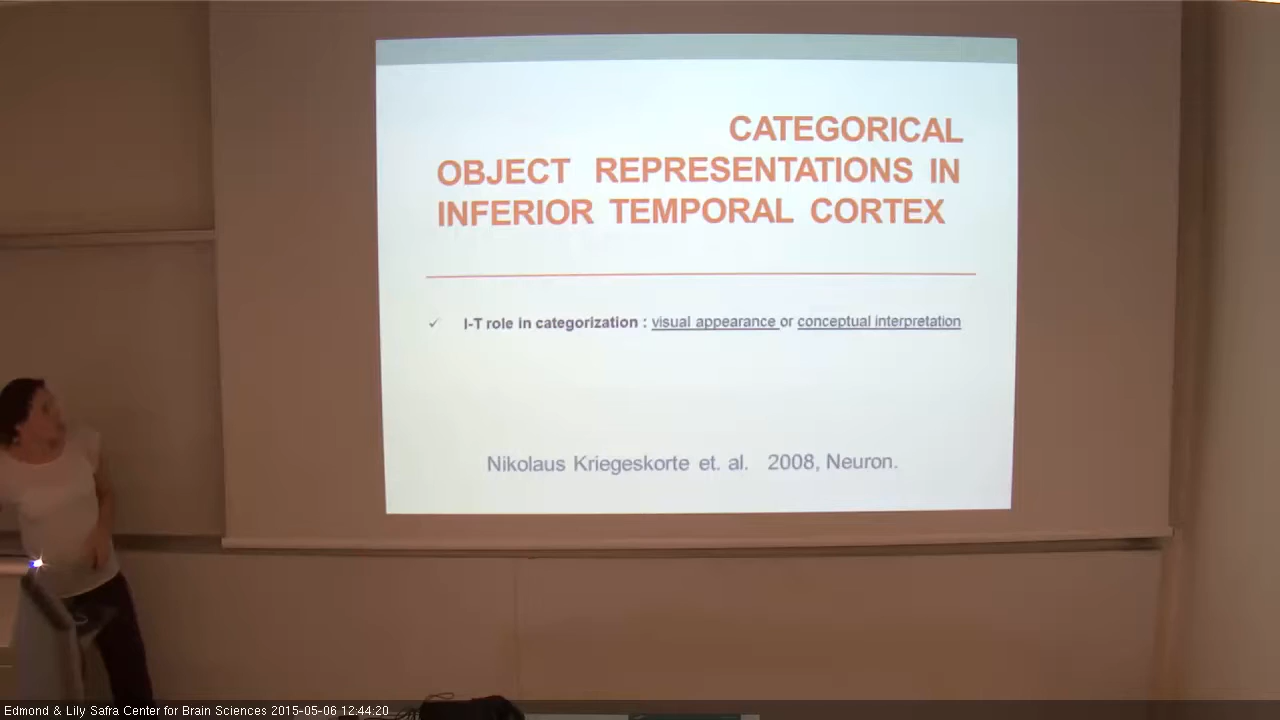 CATEGORICAL
OBJECT REPRESENTATIONS IN
INFERIOR TEMPORAL CORTEX
✓ I-T role in categorization : visual appearance or conceptual interpretation
Nikolaus Kriegeskorte et. al. 2008, Neuron.
Edmond & Lily Safra Center for Brain Sciences 2015-05-06 12:44:20